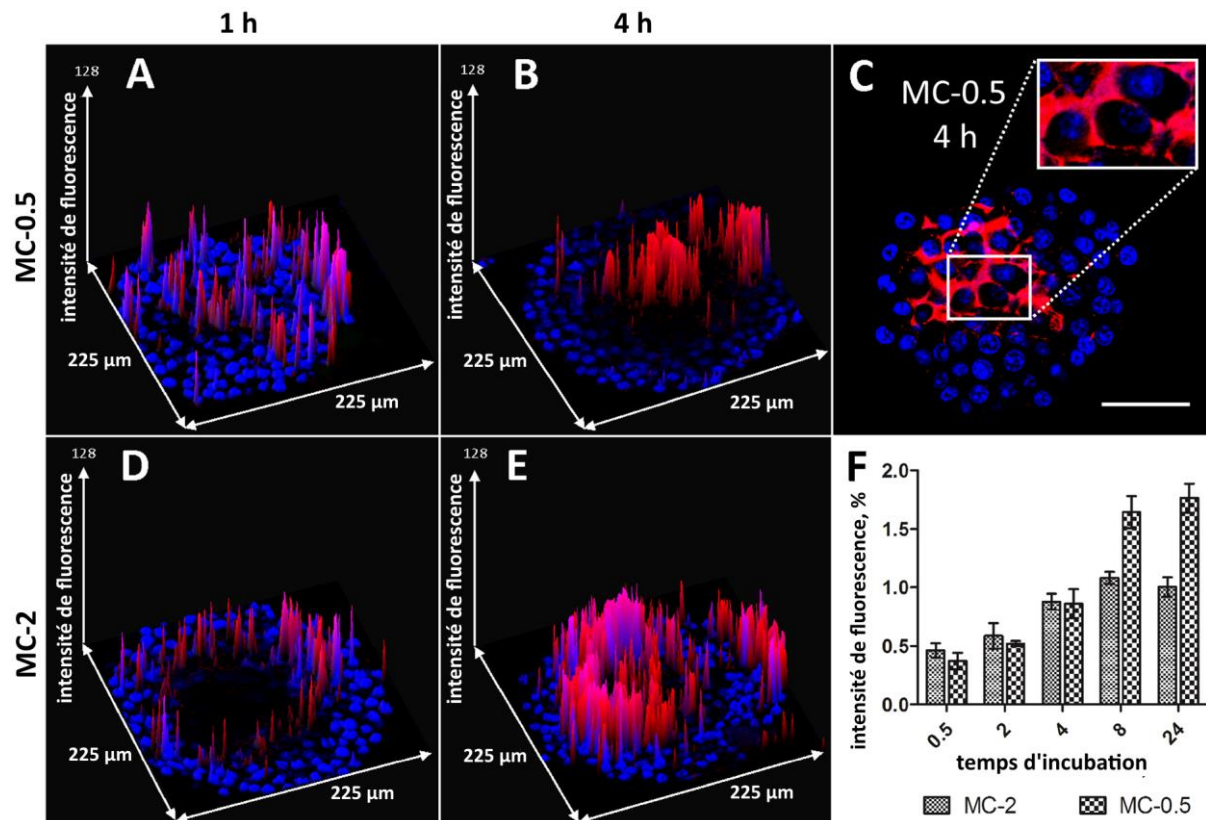 1 h
4 h
MC-0.5
A
128
intensité de fluorescence
225 µm
225 µm
B
128
intensité de fluorescence
225 µm
225 µm
C
MC-0.5
4 h
MC-2
D
128
intensité de fluorescence
225 µm
225 µm
E
128
intensité de fluorescence
225 µm
225 µm
F
intensité de fluorescence, %
2.0
1.5
1.0
0.5
0.0
0.5 2 4 8 24
temps d'incubation
MC-2 MC-0.5